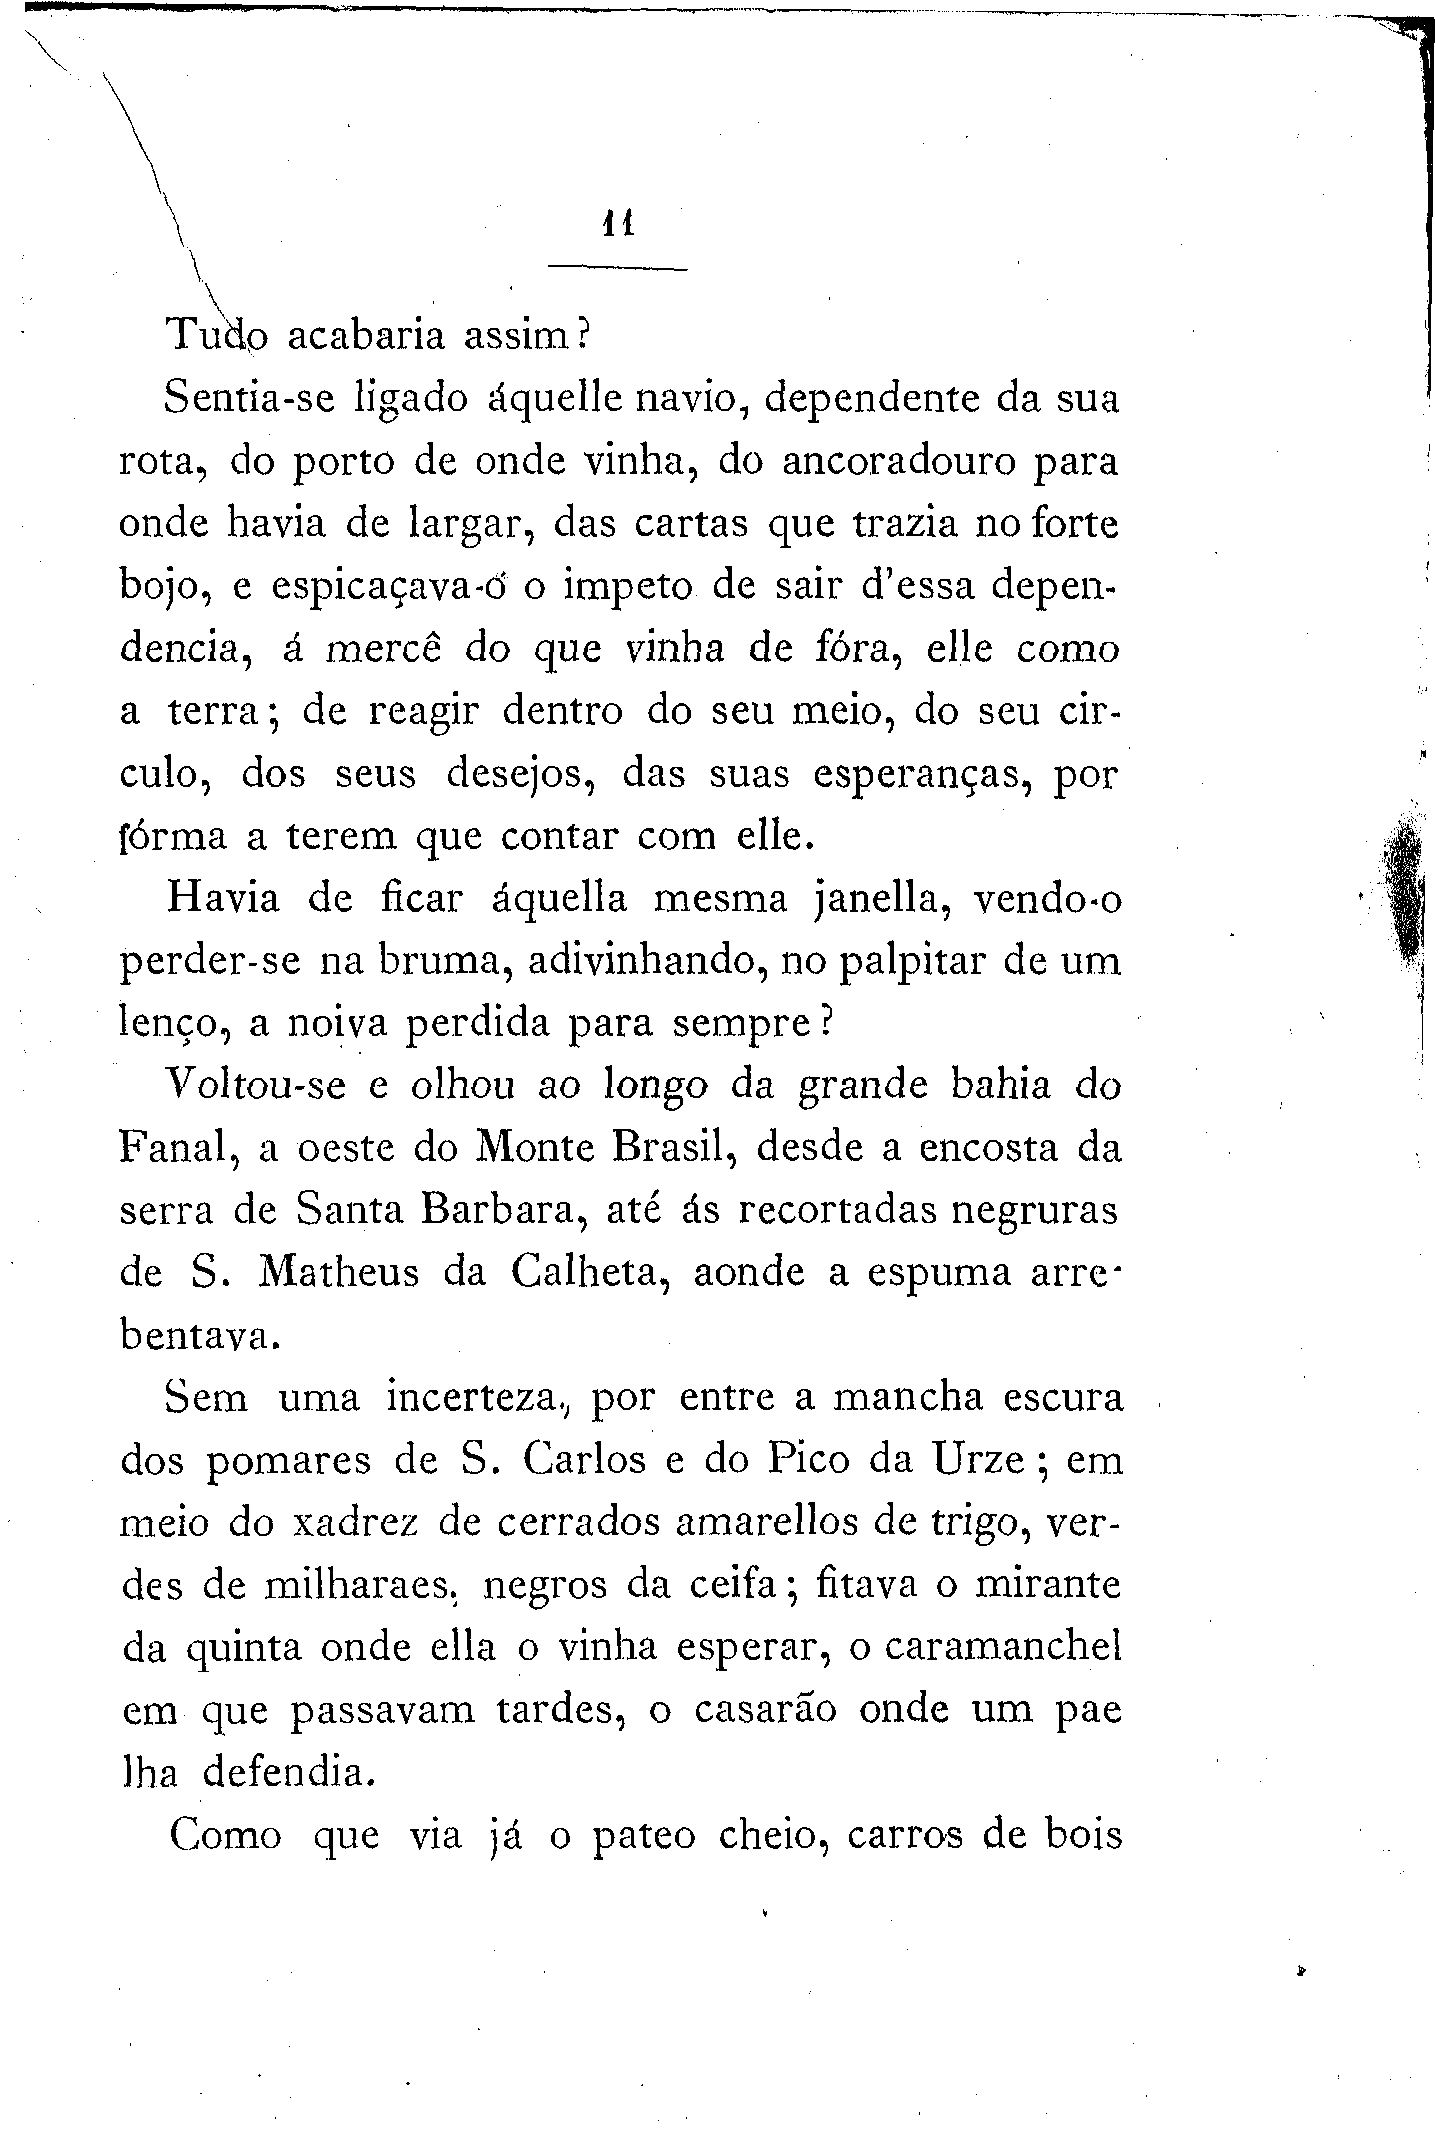 11
Tudo acabaria assim?
Sentia-se ligado áquelle navio, dependente da sua
rota, do porto de onde vinha, do ancoradouro para
onde havia de largar, das cartas que trazia no forte
bojo, e espicaçava-o o impeto de sair d'essa depen-
dencia, á mercê do que vinha de fóra, elle como
a terra; de reagir dentro do seu meio, do seu cir-
culo, dos seus desejos, das suas esperanças, por
fórma a terem que contar com elle.
Havia de ficar áquella mesma janella, vendo-o
perder-se na bruma, adivinhando, no palpitar de um
lenço, a noiva perdida para sempre?
Voltou-se e olhou ao longo da grande bahia do
Fanal, a oeste do Monte Brasil, desde a encosta da
serra de Santa Barbara, até ás recortadas negruras
de S. Matheus da Calheta, aonde a espuma arre-
bentava.
Sem uma incerteza, por entre a mancha escura
dos pomares de S. Carlos e do Pico da Urze; em
meio do xadrez de cerrados amarellos de trigo, ver-
des de milharaes, negros da ceifa; fitava o mirante
da quinta onde ella o vinha esperar, o caramanchel
em que passavam tardes, o casarão onde um pae
lha defendia.
Como que via já o pateo cheio, carros de bois